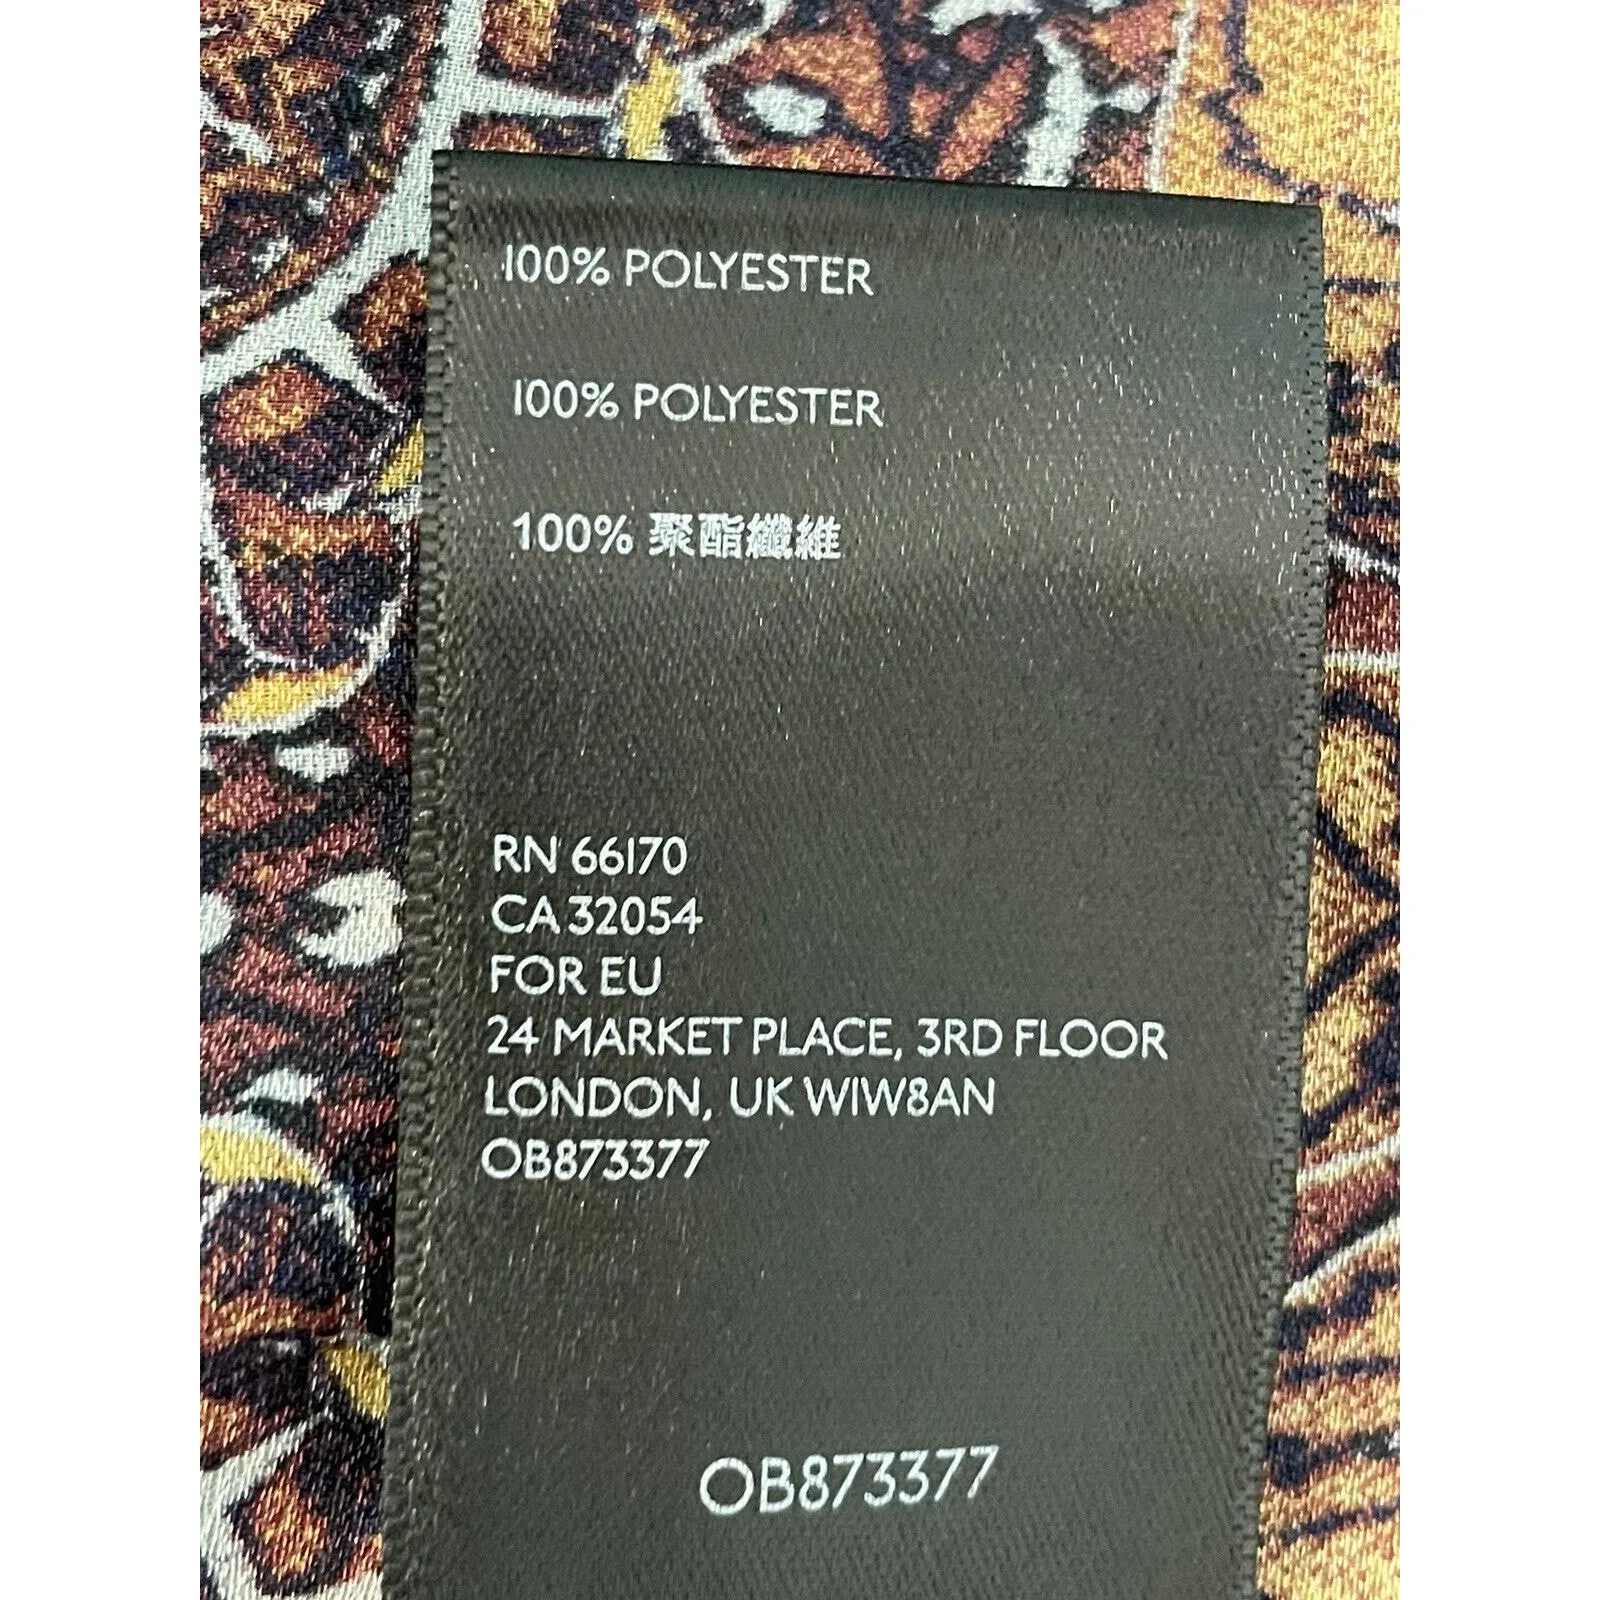 100% POLYESTER
100% POLYESTER
100% 聚酯纖維
RN 66170
CA 32054
FOR EU
24 MARKET PLACE, 3RD FLOOR
LONDON, UK W1W8AN
OB873377
OB873377